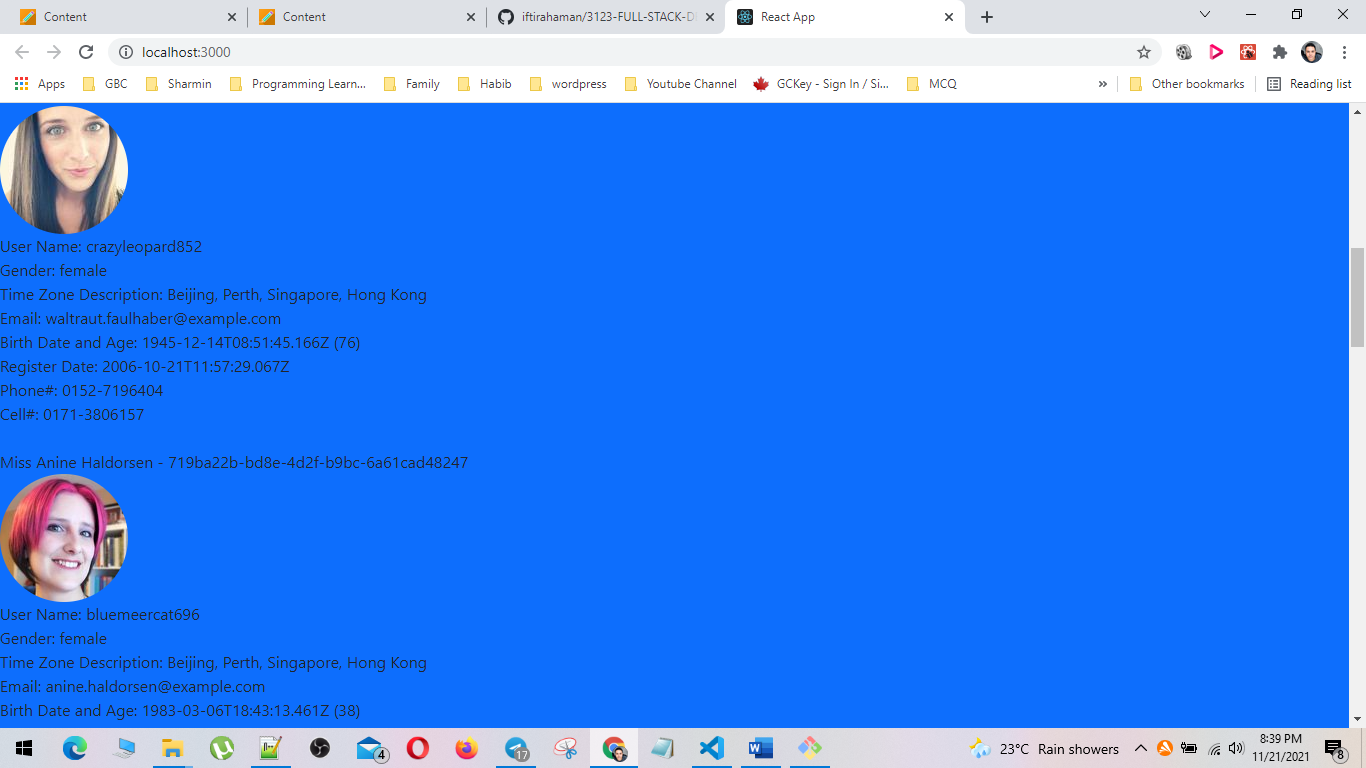 Content
Content
iftirahaman/3123-FULL-STACK-D
React App
localhost:3000
Apps
GBC
Sharmin
Programming Learn...
Family
Habib
wordpress
Youtube Channel
GCKey - Sign In / Si...
MCQ
»
Other bookmarks
Reading list
User Name: crazyleopard852
Gender: female
Time Zone Description: Beijing, Perth, Singapore, Hong Kong
Email: waltraut.faulhaber@example.com
Birth Date and Age: 1945-12-14T08:51:45.166Z (76)
Register Date: 2006-10-21T11:57:29.067Z
Phone#: 0152-7196404
Cell#: 0171-3806157
Miss Anine Haldorsen - 719ba22b-bd8e-4d2f-b9bc-6a61cad48247
User Name: bluemeercat696
Gender: female
Time Zone Description: Beijing, Perth, Singapore, Hong Kong
Email: anine.haldorsen@example.com
Birth Date and Age: 1983-03-06T18:43:13.461Z (38)
4
17
23°C Rain showers
8:39 PM
11/21/2021
8